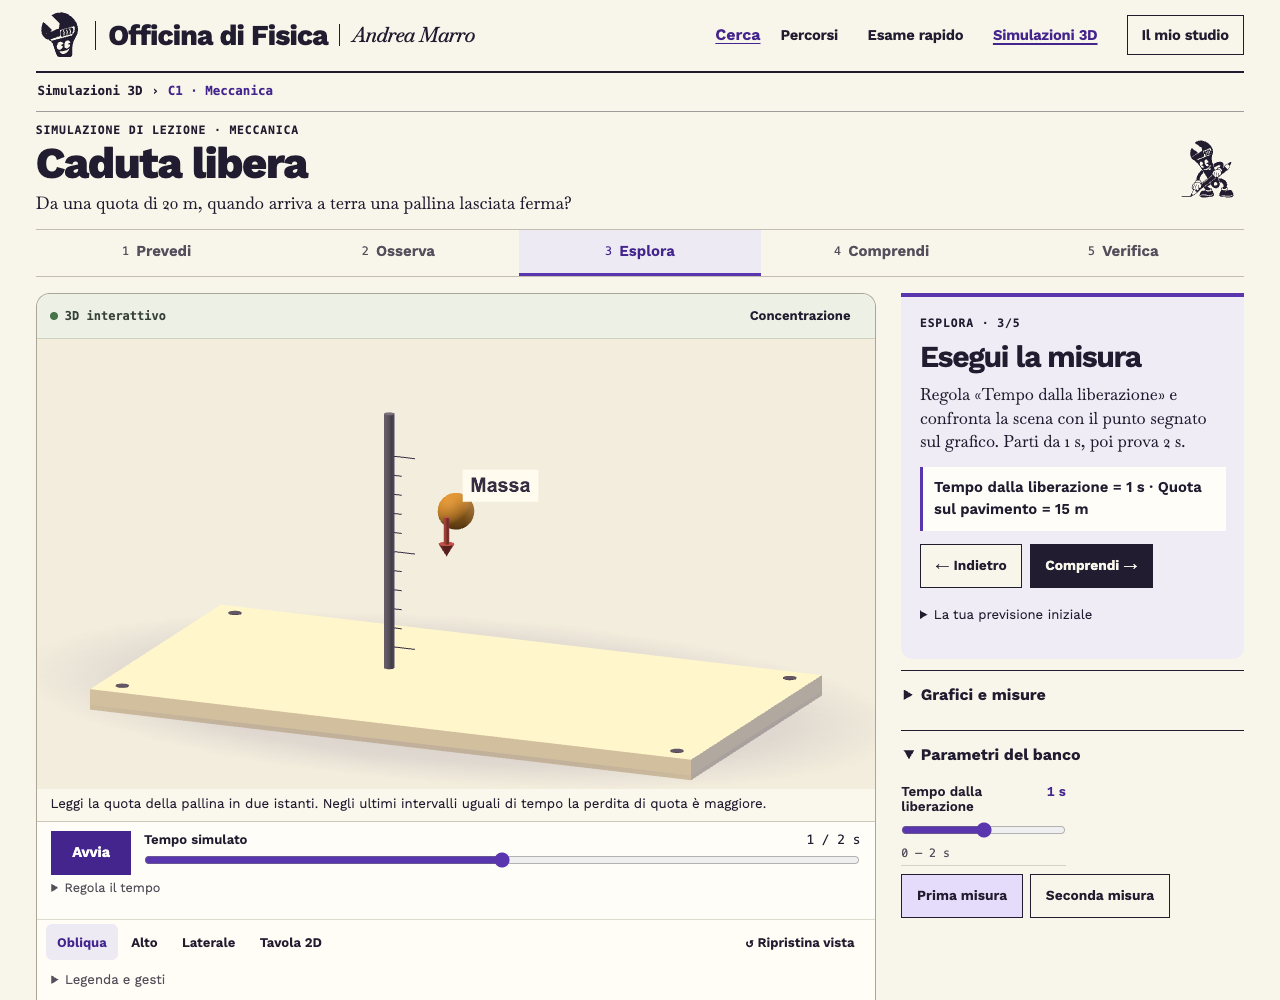 Officina di Fisica
Andrea Marro
Cerca
Percorsi
Esame rapido
Simulazioni 3D
Il mio studio
Simulazioni 3D › C1 · Meccanica
SIMULAZIONE DI LEZIONE · MECCANICA
Caduta libera
Da una quota di 20 m, quando arriva a terra una pallina lasciata ferma?
1 Prevedi
2 Osserva
3 Esplora
4 Comprendi
5 Verifica
3D interattivo
Concentrazione
Massa
Leggi la quota della pallina in due istanti. Negli ultimi intervalli uguali di tempo la perdita di quota è maggiore.
Avvia
Tempo simulato
1 / 2 s
▶ Regola il tempo
Obliqua
Alto
Laterale
Tavola 2D
↺ Ripristina vista
▶ Legenda e gesti
ESPLORA · 3/5
Esegui la misura
Regola «Tempo dalla liberazione» e
confronta la scena con il punto segnato
sul grafico. Parti da 1 s, poi prova 2 s.
Tempo dalla liberazione = 1 s · Quota
sul pavimento = 15 m
← Indietro
Comprendi →
▶ La tua previsione iniziale
▶ Grafici e misure
▼ Parametri del banco
Tempo dalla
liberazione
1 s
0 — 2 s
Prima misura
Seconda misura